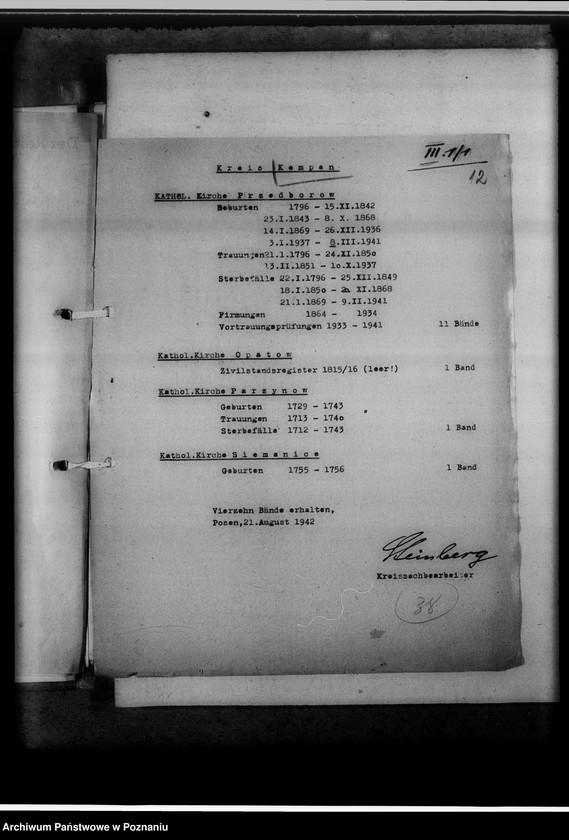 III.1/1
12
Kreis Kempen
KATHOL. Kirche Przedborow
Geburten 1796 - 15.XI.1842
23.I.1843 - 8. X. 1868
14.I.1869 - 26.XII.1936
3.I.1937 - 8.III.1941
Trauungen 21.1.1796 - 24.XI.1850
13.II.1851 - 10.X.1937
Sterbefälle 22.I.1796 - 25.XII.1849
18.I.1850 - XI.1868
21.1.1869 - 9.II.1941
Firmungen 1864 - 1934
Vortrauungsprüfungen 1933 - 1941 11 Bände
Kathol.Kirche Opatow
Zivilstandsregister 1815/16 (leer!) 1 Band
Kathol.Kirche Parzynow
Geburten 1729 - 1743
Trauungen 1713 - 1740
Sterbefälle 1712 - 1743 1 Band
Kathol.Kirche Siemanice
Geburten 1755 - 1756 1 Band
Vierzehn Bände erhalten,
Posen,21.August 1942
Steinberg
Kreissachbearbeiter
38
Archiwum Państwowe w Poznaniu